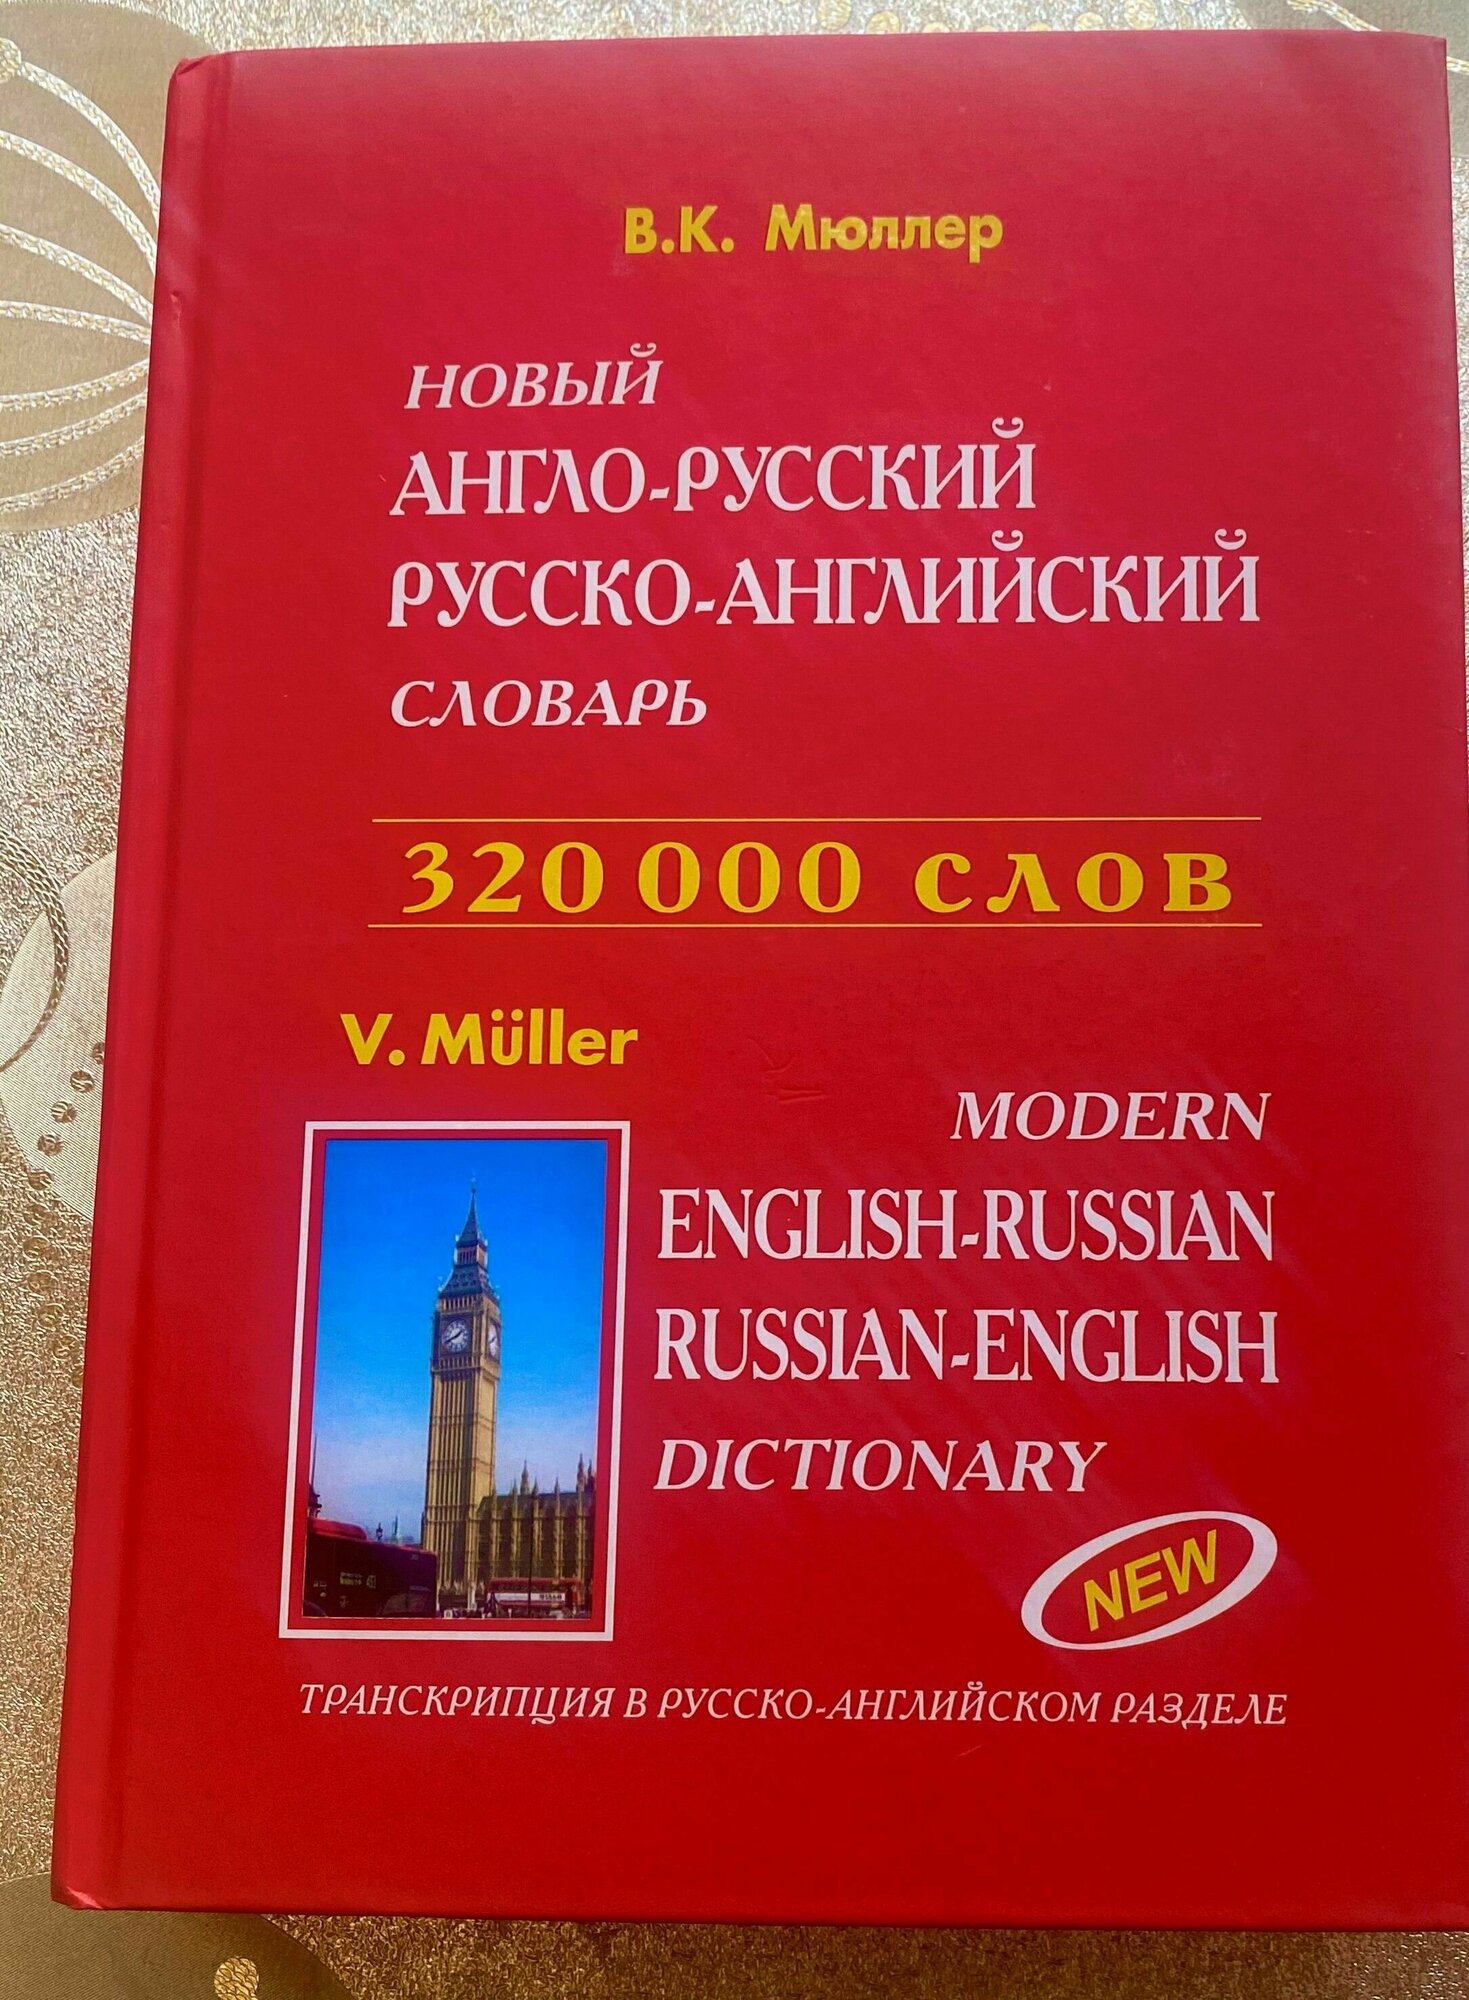 В.К. Мюллер
НОВЫЙ
АНГЛО-РУССКИЙ
РУССКО-АНГЛИЙСКИЙ
СЛОВАРЬ
320 000 слов
V. Müller
MODERN
ENGLISH-RUSSIAN
RUSSIAN-ENGLISH
DICTIONARY
NEW
ТРАНСКРИПЦИЯ В РУССКО-АНГЛИЙСКОМ РАЗДЕЛЕ